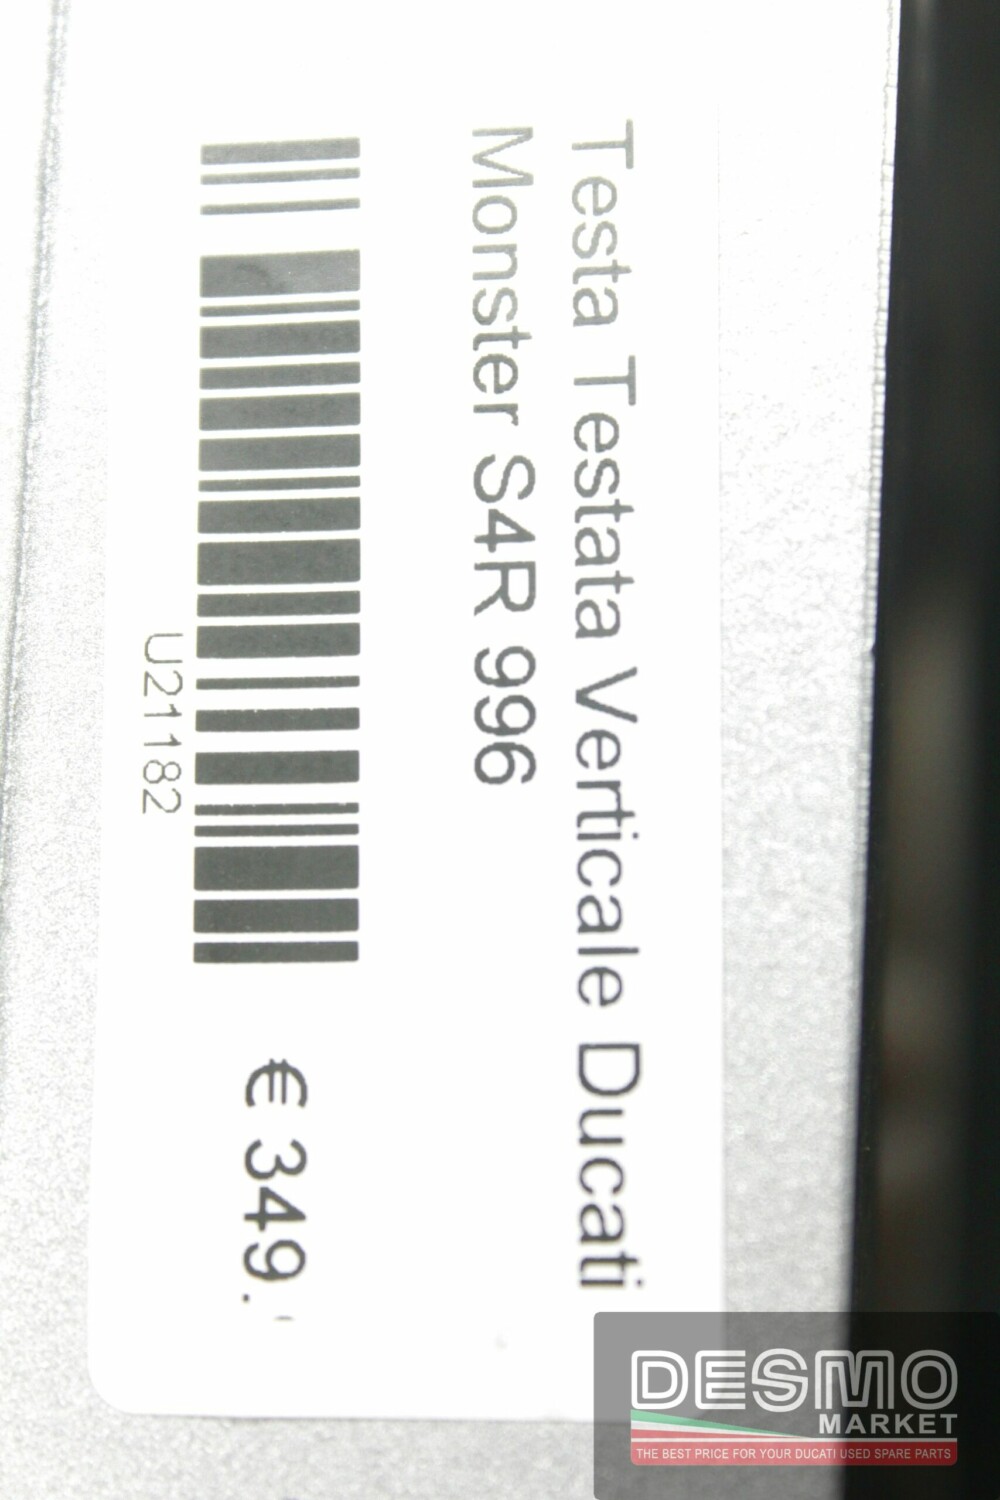 Testa Testata Verticale Ducati
Monster S4R 996
U21182
€ 349.
DESMO
MARKET
THE BEST PRICE FOR YOUR DUCATI USED SPARE PARTS